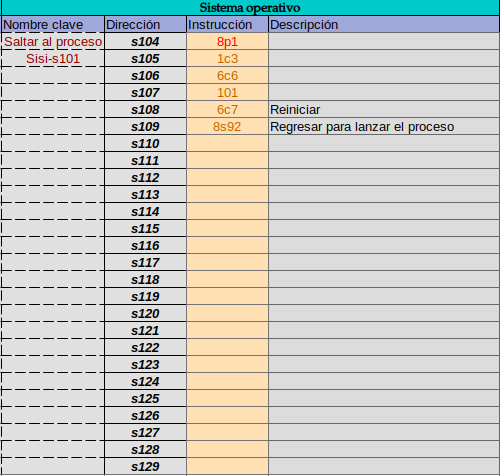 Sistema operativo
Nombre clave Dirección Instrucción Descripción
Saltar al proceso s104 8p1
Sisi-s101 s105 1c3
s106 6c6
s107 101
s108 6c7 Reiniciar
s109 8s92 Regresar para lanzar el proceso
s110
s111
s112
s113
s114
s115
s116
s117
s118
s119
s120
s121
s122
s123
s124
s125
s126
s127
s128
s129